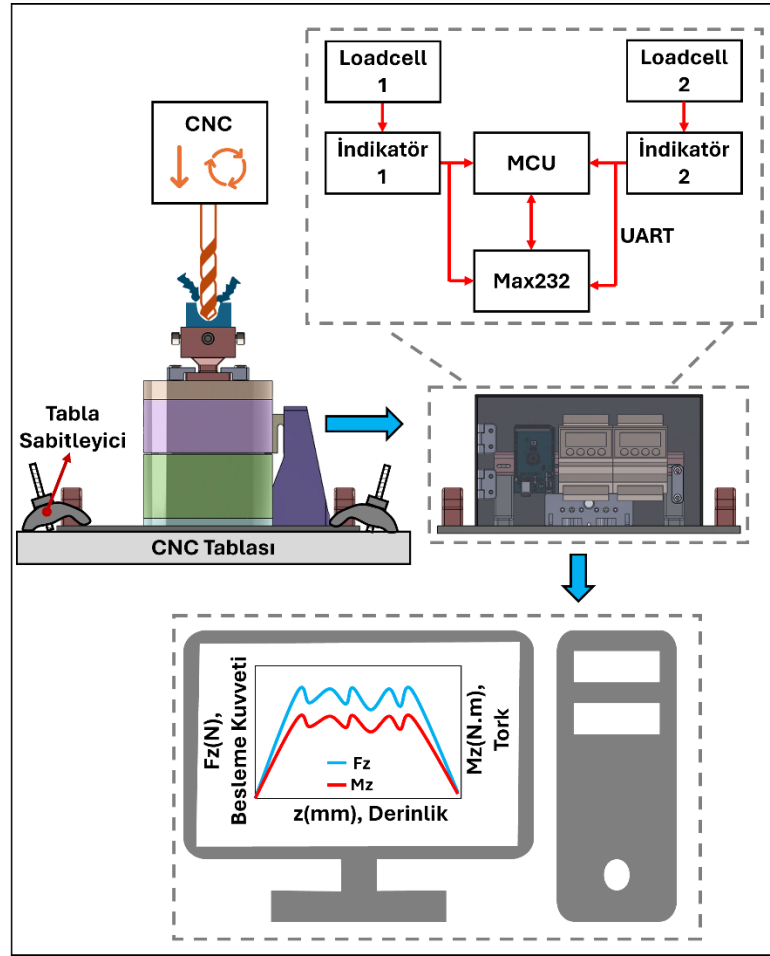 Loadcell
1
Loadcell
2
CNC
İndikatör
1
MCU
İndikatör
2
UART
Max232
Tabla
Sabitleyici
CNC Tablası
Fz(N),
Besleme Kuvveti
Fz
Mz
Mz(N.m),
Tork
z(mm), Derinlik